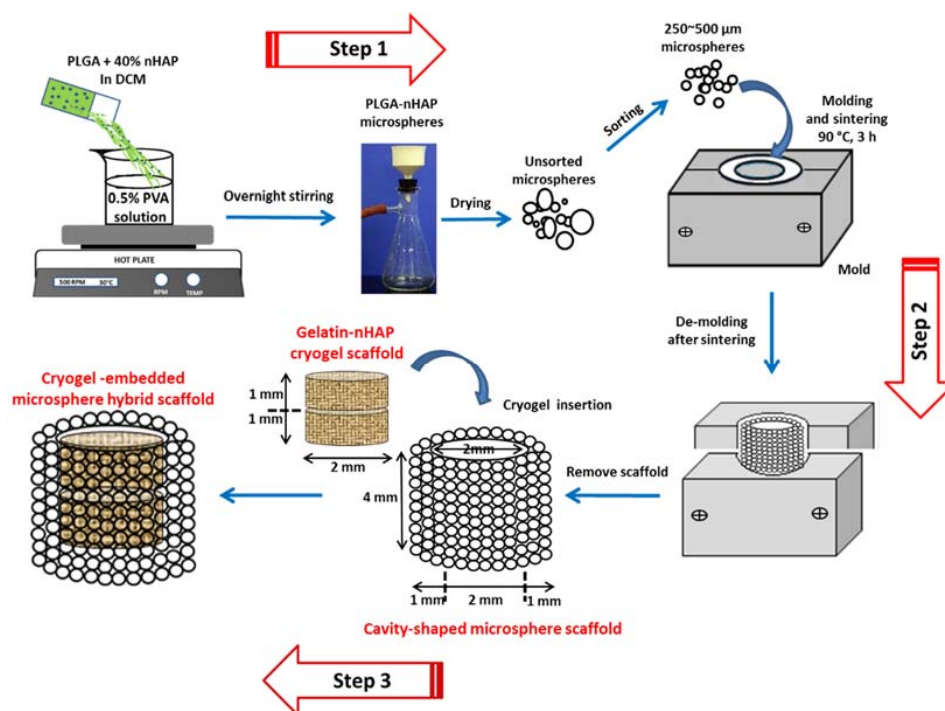 Step 1
PLGA + 40% nHAP
In DCM
0.5% PVA
solution
HOT PLATE
500 RPM 30°C
RPM TEMP
Overnight stirring
PLGA-nHAP
microspheres
Drying
Unsorted
microspheres
Sorting
250~500 µm
microspheres
Molding
and sintering
90 °C, 3 h
Mold
Step 2
De-molding
after sintering
Remove scaffold
Gelatin-nHAP
cryogel scaffold
1 mm
1 mm
2 mm
Cryogel insertion
2mm
4 mm
1 mm 2 mm 1 mm
Cavity-shaped microsphere scaffold
Cryogel -embedded
microsphere hybrid scaffold
Step 3